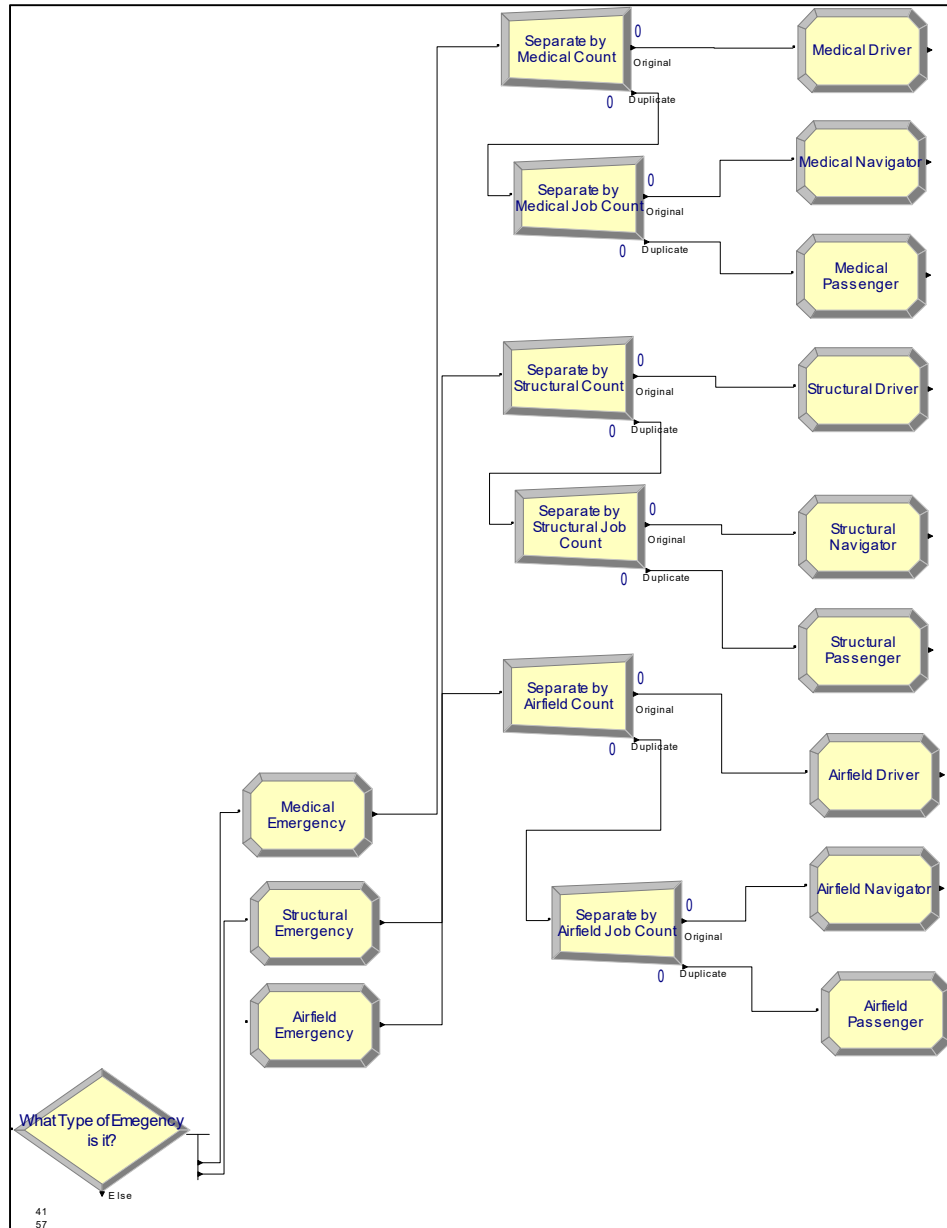 Separate by
Medical Count
0
Original
0
Duplicate
Medical Driver
Separate by
Medical Job Count
0
Original
0
Duplicate
Medical Navigator
Medical
Passenger
Separate by
Structural Count
0
Original
0
Duplicate
Structural Driver
Separate by
Structural Job
Count
0
Original
0
Duplicate
Structural
Navigator
Structural
Passenger
Separate by
Airfield Count
0
Original
0
Duplicate
Airfield Driver
Medical
Emergency
Structural
Emergency
Airfield
Emergency
Separate by
Airfield Job Count
0
Original
0
Duplicate
Airfield Navigator
Airfield
Passenger
What Type of Emegency
is it?
Else
41
57